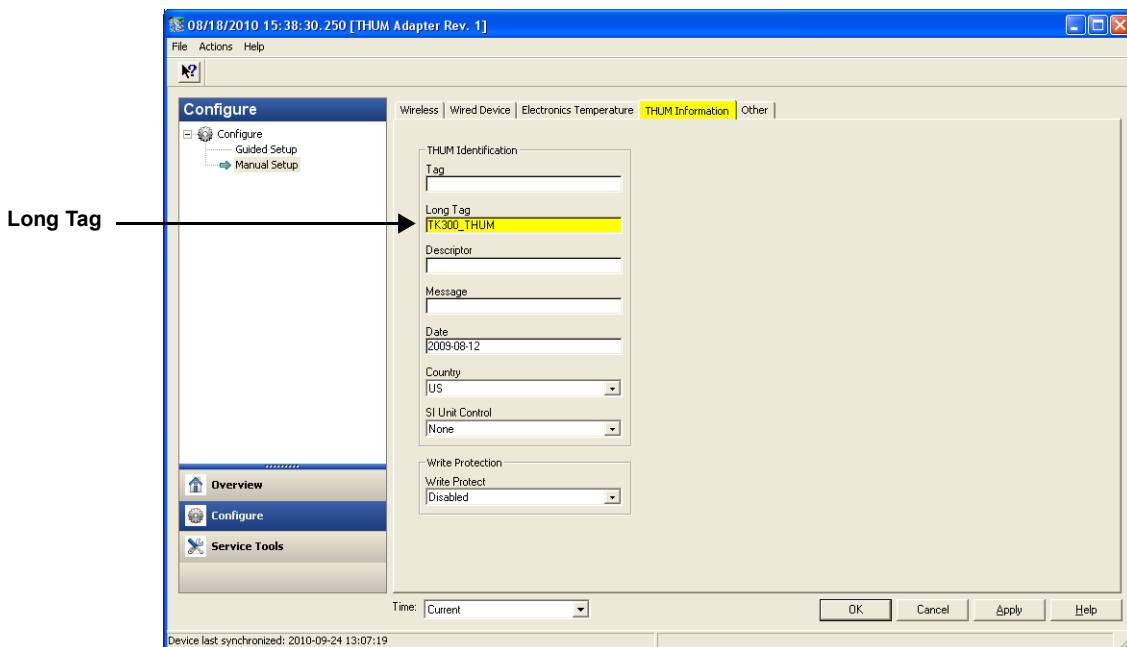 08/18/2010 15:38:30.250 [THUM Adapter Rev. 1]
File Actions Help
Configure
Configure
Guided Setup
Manual Setup
Wireless Wired Device Electronics Temperature THUM Information Other
THUM Identification
Tag
Long Tag
Long Tag
TK300_THUM
Descriptor
Message
Date
2009-08-12
Country
US
SI Unit Control
None
Write Protection
Write Protect
Disabled
Overview
Configure
Service Tools
Time: Current
OK Cancel Apply Help
Device last synchronized: 2010-09-24 13:07:19